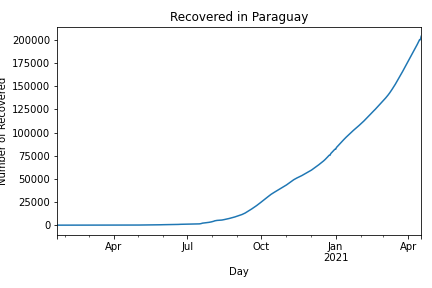 Recovered in Paraguay
Number of Recovered
200000
175000
150000
125000
100000
75000
50000
25000
0
Apr Jul Oct Jan Apr
2021
Day